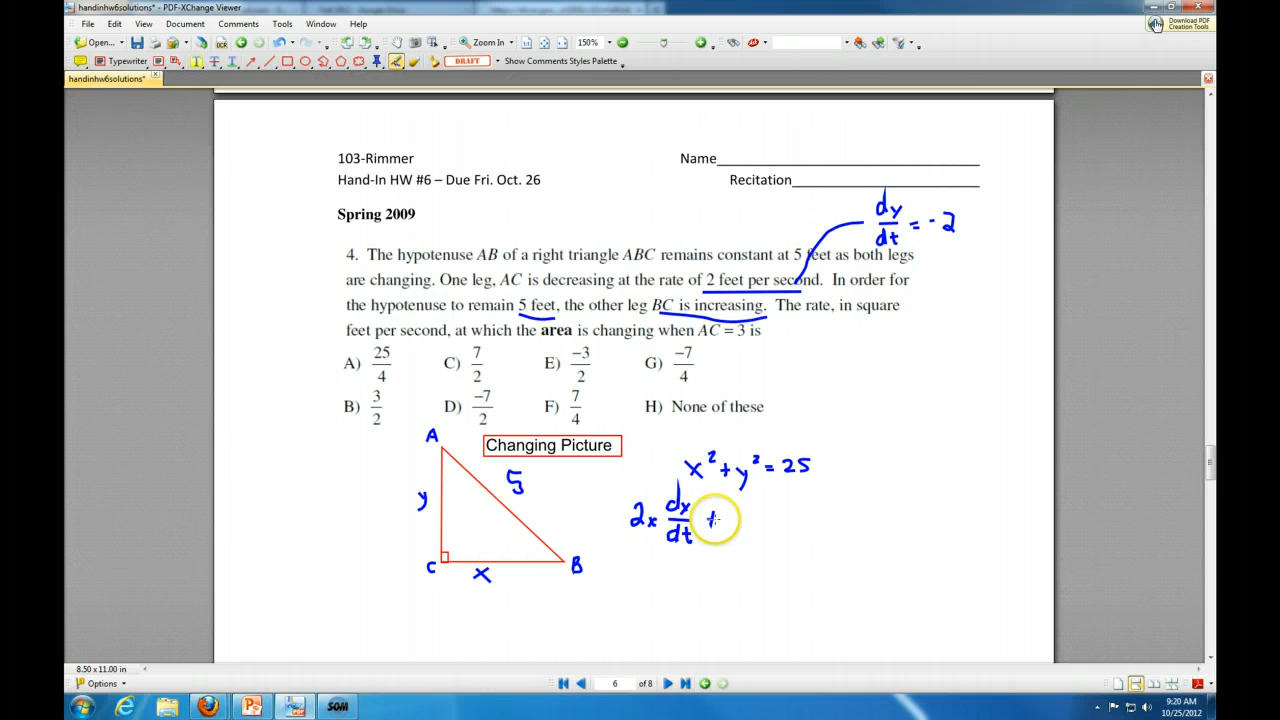 handinhw6solutions* - PDF-XChange Viewer
File Edit View Document Comments Tools Window Help
Download PDF
Creation Tools
Open... Zoom In 150%
Typewriter DRAFT Show Comments Styles Palette
handinhw6solutions*
103-Rimmer Name
Hand-In HW #6 – Due Fri. Oct. 26 Recitation
Spring 2009
dy/dt = -2
4. The hypotenuse AB of a right triangle ABC remains constant at 5 feet as both legs
are changing. One leg, AC is decreasing at the rate of 2 feet per second. In order for
the hypotenuse to remain 5 feet, the other leg BC is increasing. The rate, in square
feet per second, at which the area is changing when AC = 3 is
A) 25/4 C) 7/2 E) −3/2 G) −7/4
B) 3/2 D) −7/2 F) 7/4 H) None of these
A Changing Picture
x² + y² = 25
y 5
2x dx/dt +
C x B
8.50 x 11.00 in
Options 6 of 8
SOM
9:20 AM
10/25/2012